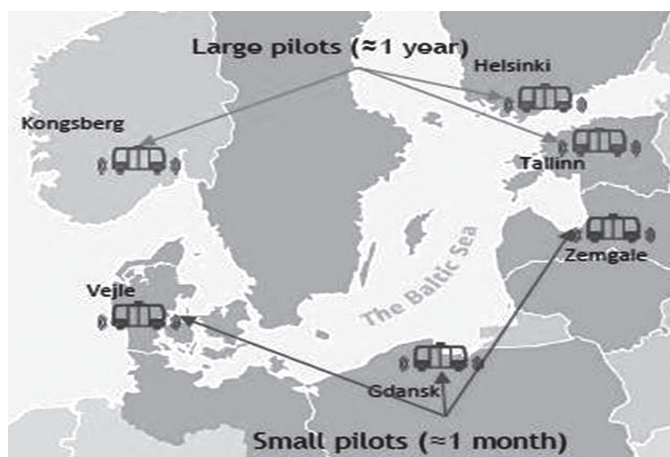 Large pilots (≈1 year)
Helsinki
Kongsberg
Tallinn
Zemgale
The Baltic Sea
Vejle
Gdansk
Small pilots (≈1 month)